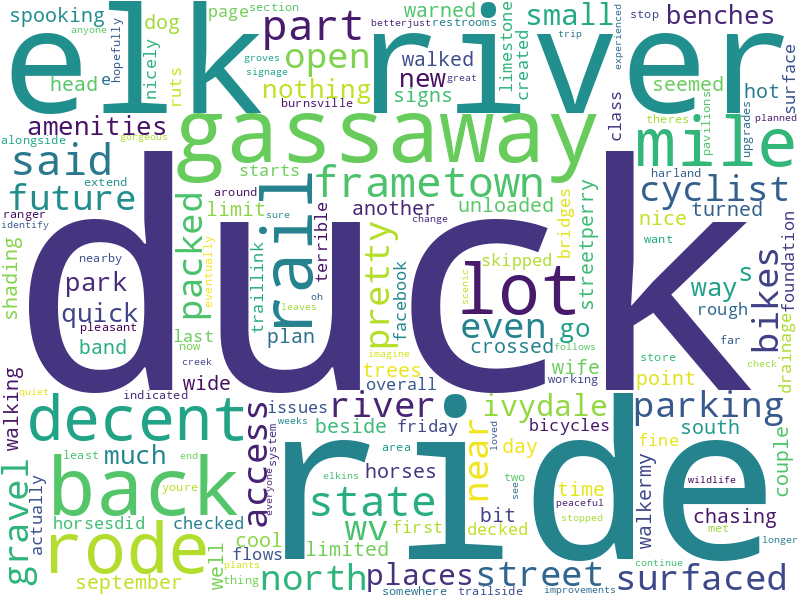 spooking
elk river
part
warned
small
benches
betterjust
restrooms
stop
anyone
hopefully
page
section
dog
nicely
head
e
ruts
groves
signage
trip
great
experienced
open
walked
new
nothing
signs
burnsville
limestone
created
seemed
hot
surface
amenities
alongside
gorgeous
gassaway
class
theres
pavilions
upgrades
planned
mile
said
future
ranger
identify
extend
starts
limit
packed
around
sure
eventually
rail
terrible
frametown
another
change
unloaded
bridges
streetperry
harland
cyclist
nice
turned
want
foundation
duck
shading
nearby
park
quick
pleasant
band
traillink
last
now
creek
plan
oh
leaves
pretty
facebook
imagine
trees
overall
skipped
scenic
lot
even
crossed
follows
go
wife
working
way
s
rough
far
store
point
check
bikes
drainage
quiet
walking
indicated
wide
decent
issues
river
beside
friday
ivydale
bicycles
parking
south
least
end
much
weeks
system
area
near
loved
day
fine
couple
actually
gravel
back
youre
access
everyone
elkins
horses
ride
two
see
time
peaceful
stopped
walkermy
wildlife
chasing
met
longer
horsesdid
checked
cool
flows
state
wv
first
bit
decked
rode
september
well
plants
thing
limited
north
places
street
somewhere
trailside
improvements
continue
surfaced